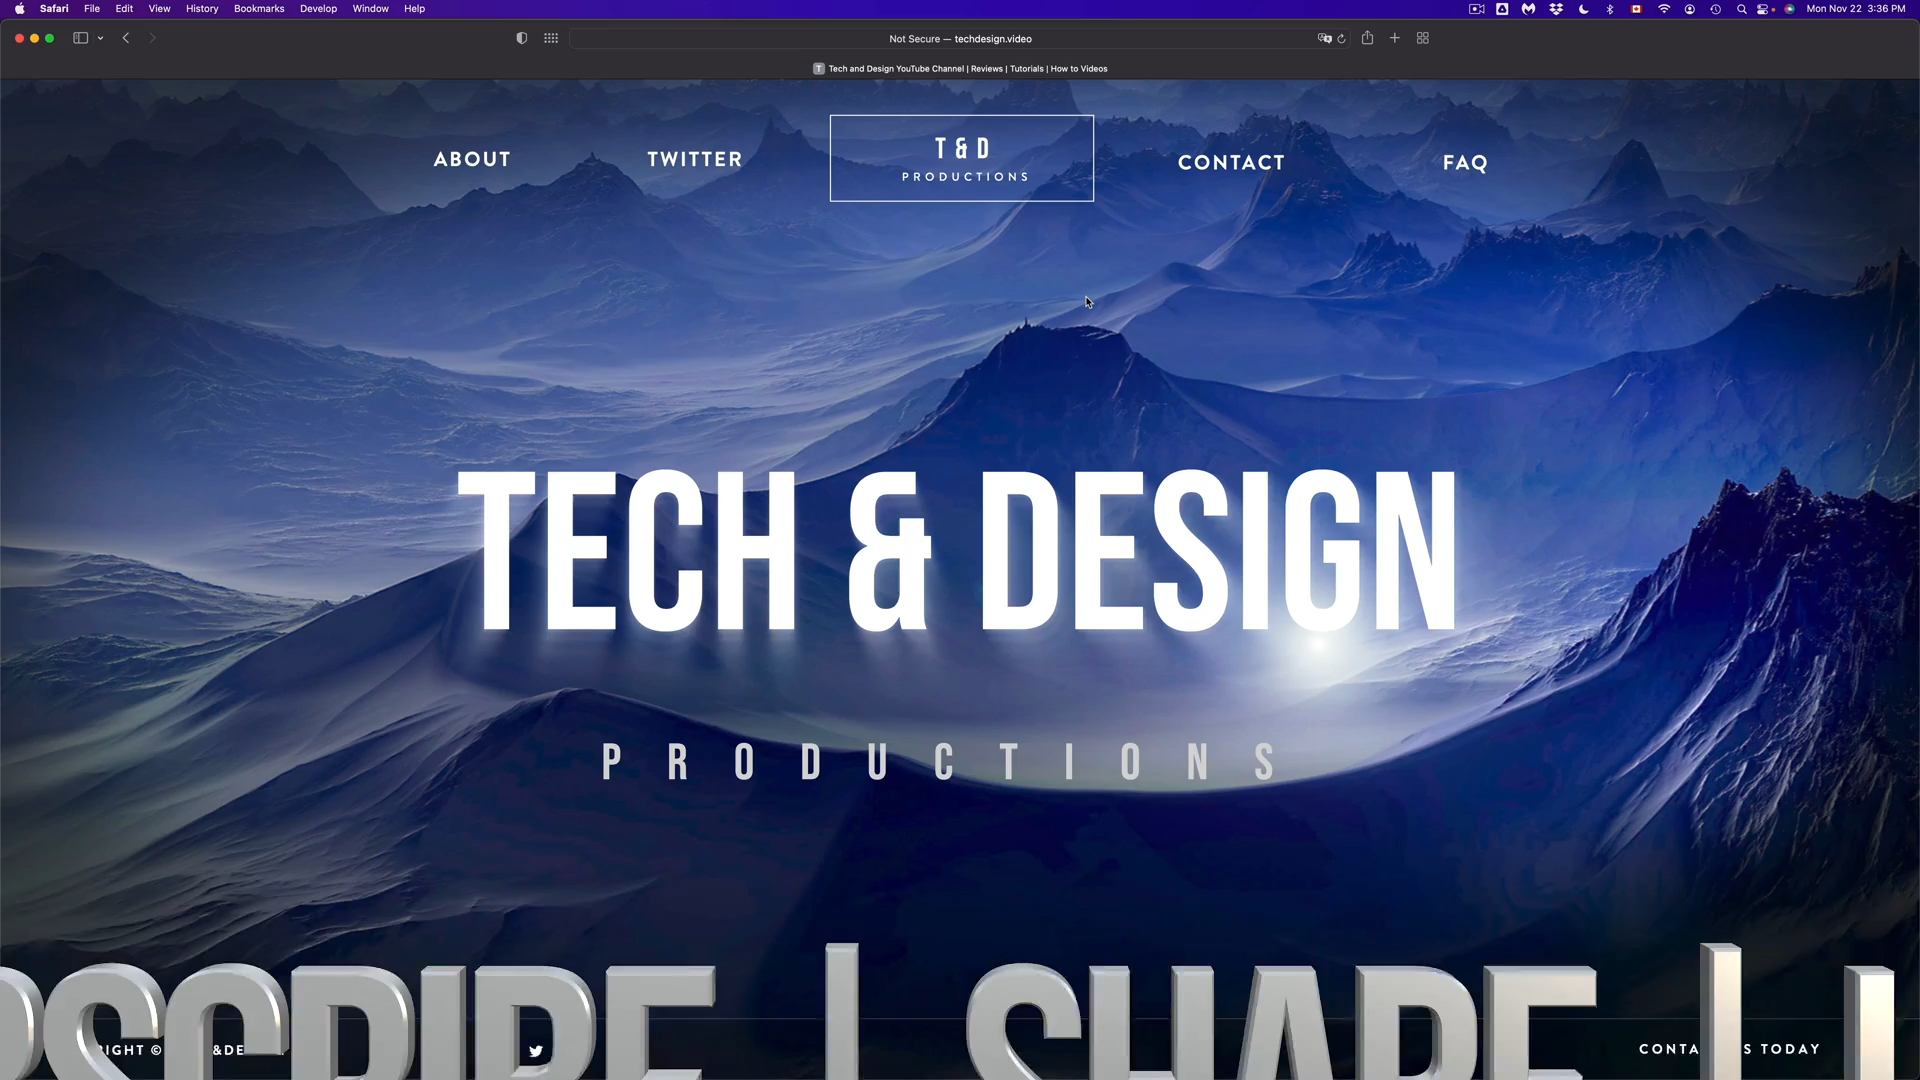 Safari File Edit View History Bookmarks Develop Window Help Mon Nov 22 3:36 PM
Not Secure — techdesign.video
T Tech and Design YouTube Channel | Reviews | Tutorials | How to Videos
ABOUT TWITTER T & D CONTACT FAQ
PRODUCTIONS
TECH & DESIGN
PRODUCTIONS
| SHARE |
TODAY